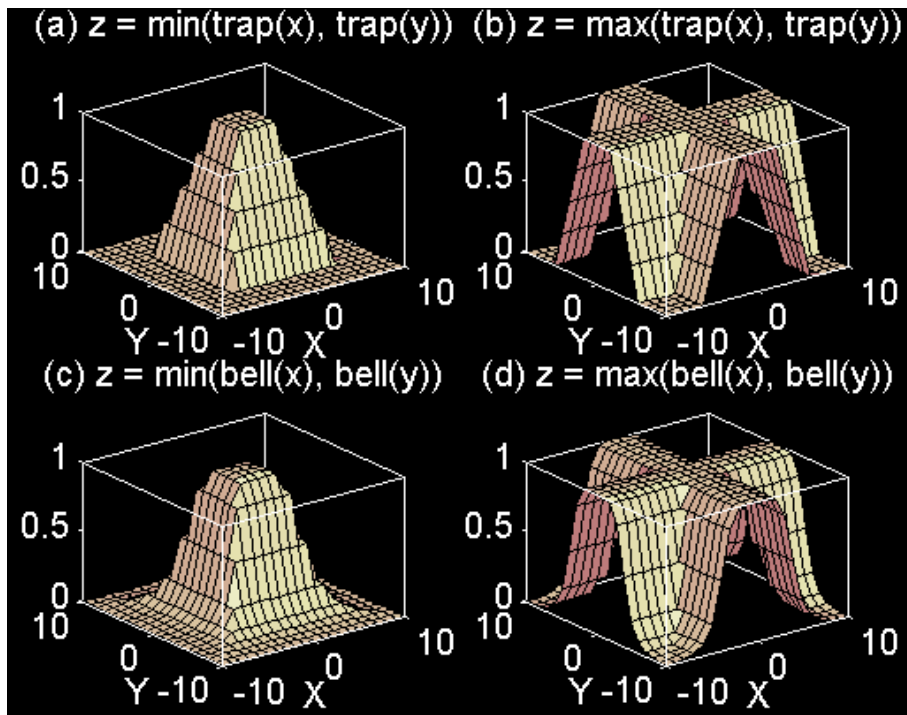 (a) z = min(trap(x), trap(y))
(b) z = max(trap(x), trap(y))
1
0.5
0
10
0
Y -10
-10 X 0
10
1
0.5
0
10
0
Y -10
-10 X 0
10
(c) z = min(bell(x), bell(y))
(d) z = max(bell(x), bell(y))
1
0.5
0
10
0
Y -10
-10 X 0
10
1
0.5
0
10
0
Y -10
-10 X 0
10